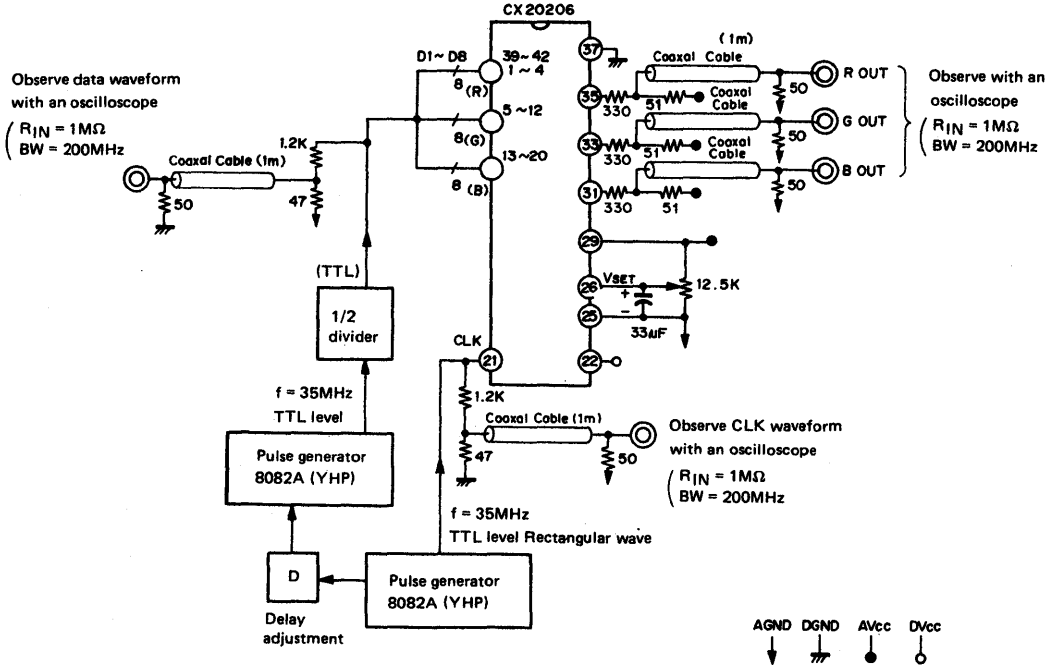 CX20206
D1~ D8
39~ 42
1 ~ 4
8 (R)
5 ~12
8(G)
13~20
8 (B)
37
35
33
31
29
26
25
22
21
CLK
(1m)
Coaxal Cable
R OUT
50
330
51
Coaxal
Cable
G OUT
50
330
51
Coaxal
Cable
B OUT
50
330
51
Observe with an
oscilloscope
( RIN = 1MΩ
BW = 200MHz
Observe data waveform
with an oscilloscope
( RIN = 1MΩ
BW = 200MHz
Coaxal Cable (1m)
1.2K
50
47
VSET
+
−
33μF
12.5K
(TTL)
1/2
divider
f = 35MHz
TTL level
Pulse generator
8082A (YHP)
1.2K
Coaxal Cable (1m)
47
50
Observe CLK waveform
with an oscilloscope
( RIN = 1MΩ
BW = 200MHz
f = 35MHz
TTL level Rectangular wave
D
Delay
adjustment
Pulse generator
8082A (YHP)
AGND DGND AVcc DVcc